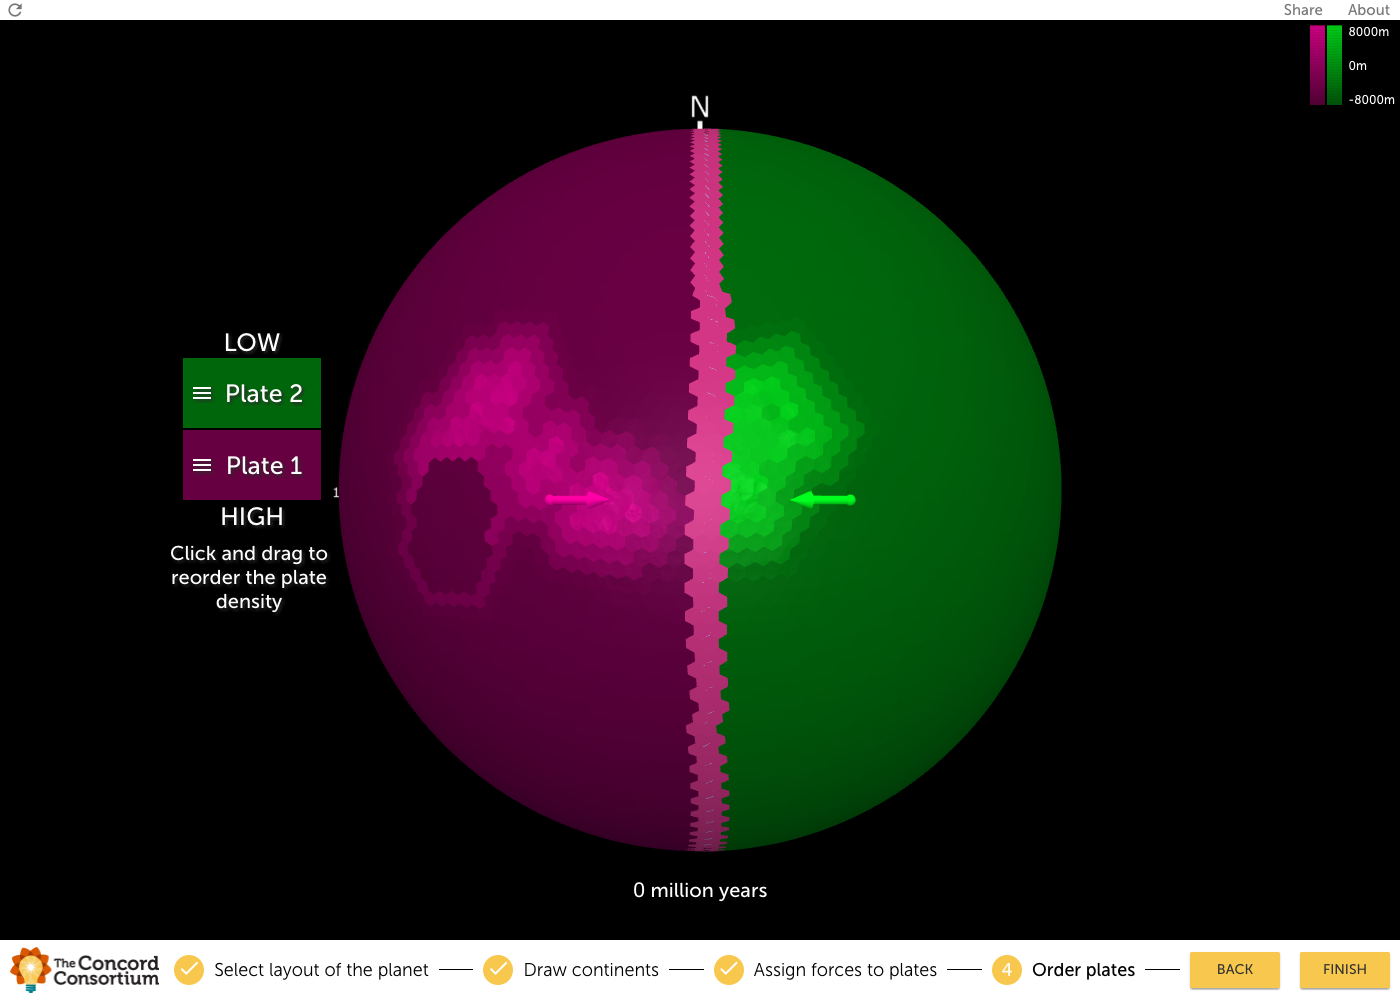 Share
About
8000m
0m
-8000m
N
LOW
Plate 2
Plate 1
1
HIGH
Click and drag to
reorder the plate
density
0 million years
The Concord
Consortium
Select layout of the planet
Draw continents
Assign forces to plates
4
Order plates
BACK
FINISH